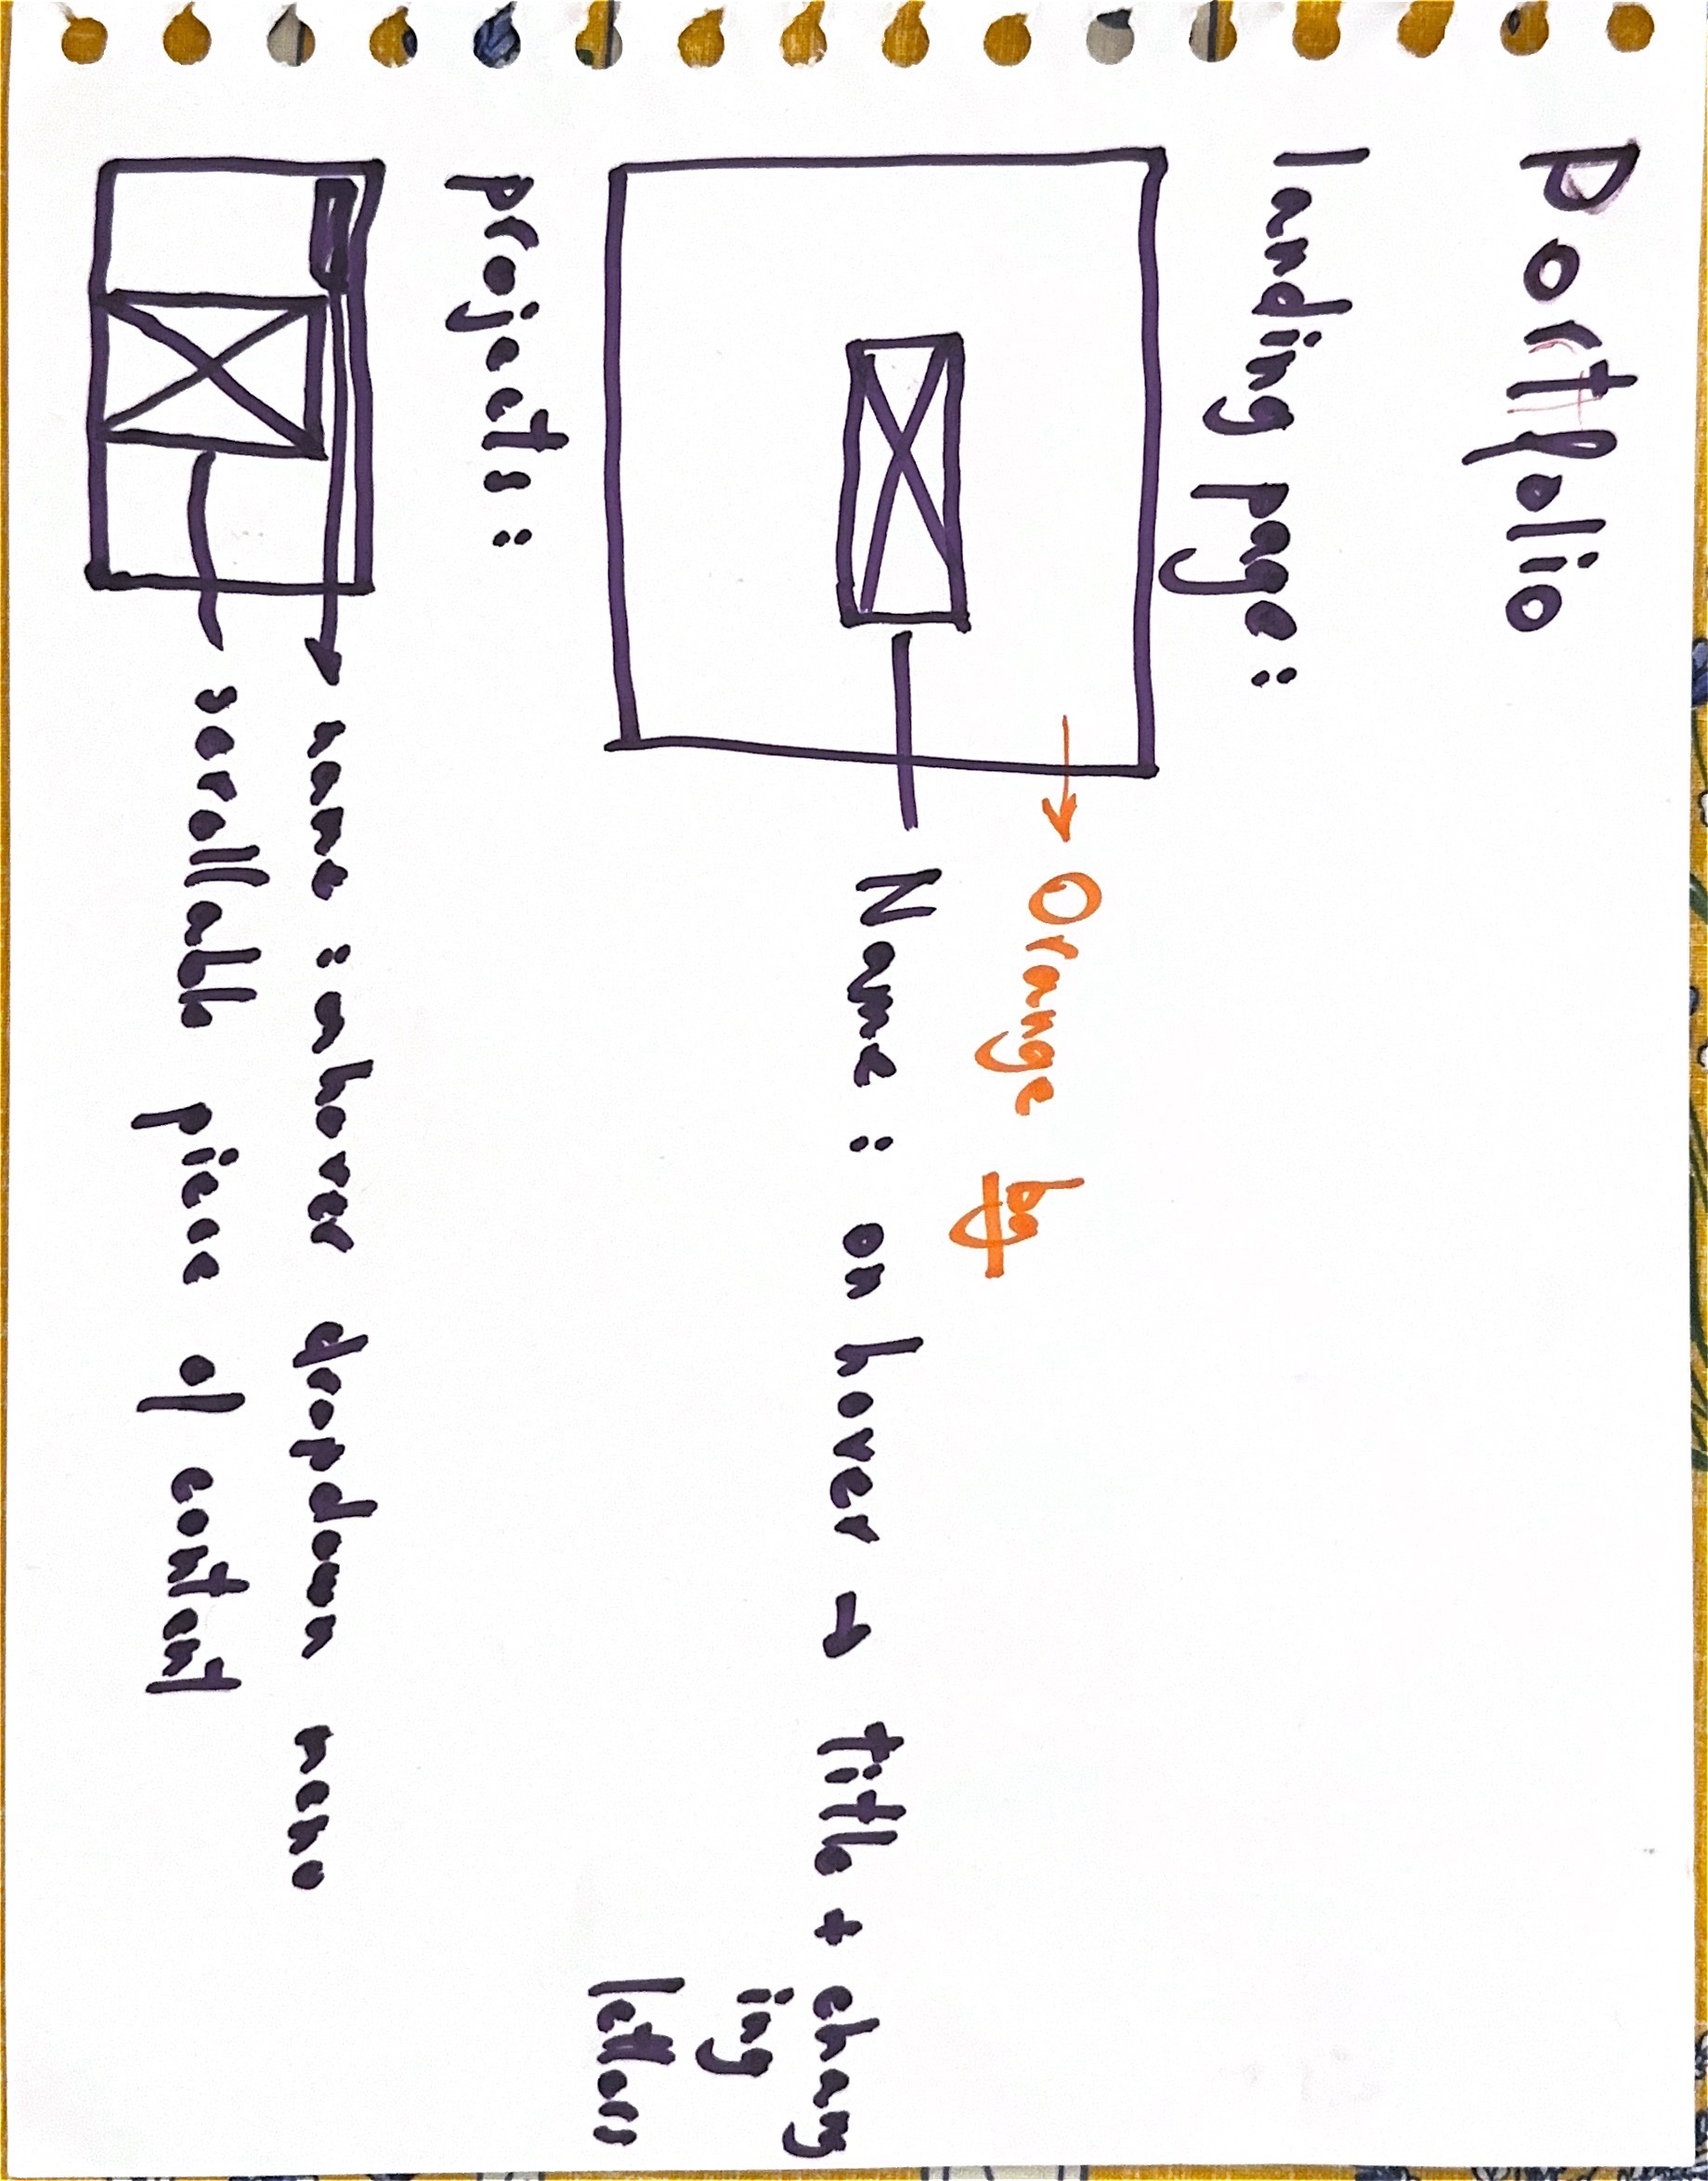 Portfolio
landing page:
Orange bg
Name : on hover → title + chang
ing
letters
projects :
name : on hover dropdown menu
scrollable piece of content